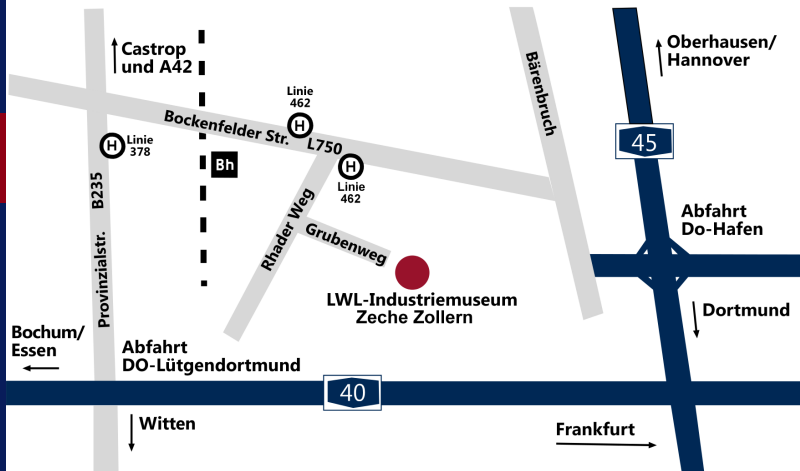 Castrop
und A42
Oberhausen/
Hannover
Bärenbruch
Linie
462
Bockenfelder Str.
H
L750
45
H
Linie
378
Bh
H
Linie
462
B235
Provinzialstr.
Rhader Weg
Grubenweg
Abfahrt
Do-Hafen
LWL-Industriemuseum
Zeche Zollern
Dortmund
Bochum/
Essen
Abfahrt
DO-Lütgendortmund
40
Witten
Frankfurt